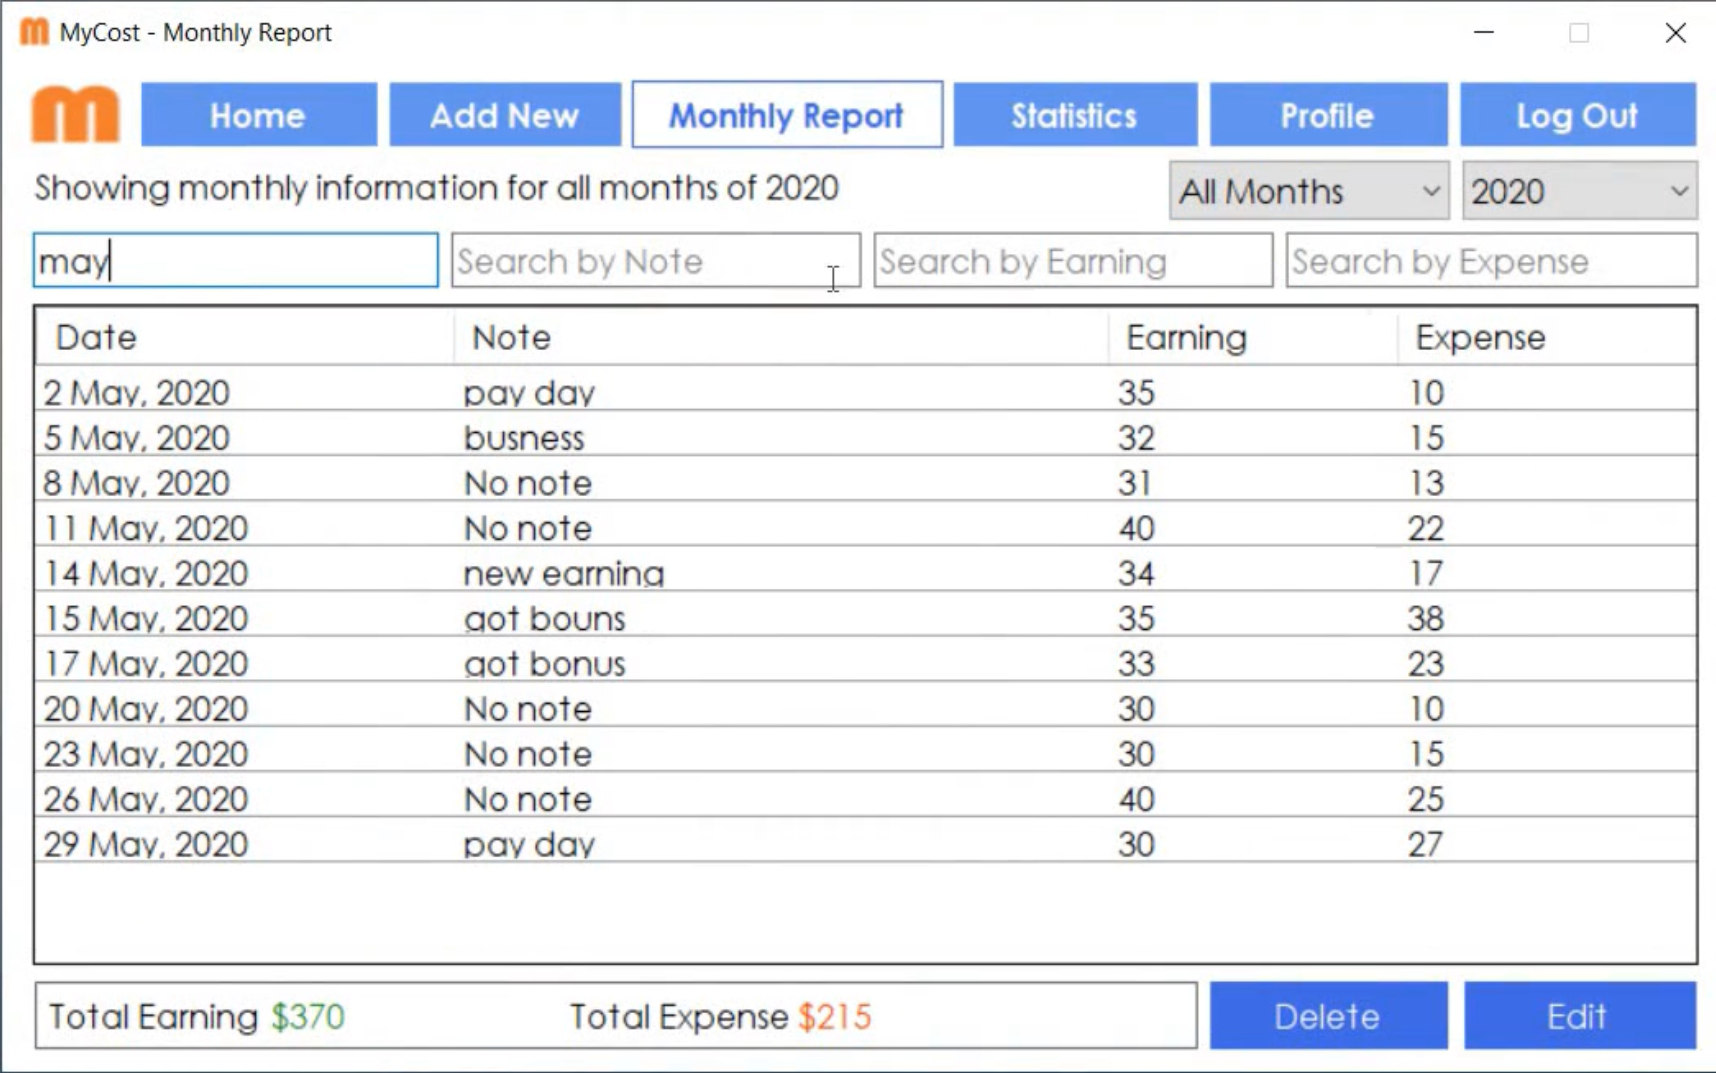 MyCost - Monthly Report
m Home Add New Monthly Report Statistics Profile Log Out
Showing monthly information for all months of 2020 All Months 2020
may Search by Note Search by Earning Search by Expense
Date Note Earning Expense
2 May, 2020 pay day 35 10
5 May, 2020 busness 32 15
8 May, 2020 No note 31 13
11 May, 2020 No note 40 22
14 May, 2020 new earning 34 17
15 May, 2020 got bouns 35 38
17 May, 2020 got bonus 33 23
20 May, 2020 No note 30 10
23 May, 2020 No note 30 15
26 May, 2020 No note 40 25
29 May, 2020 pay day 30 27
Total Earning $370 Total Expense $215 Delete Edit